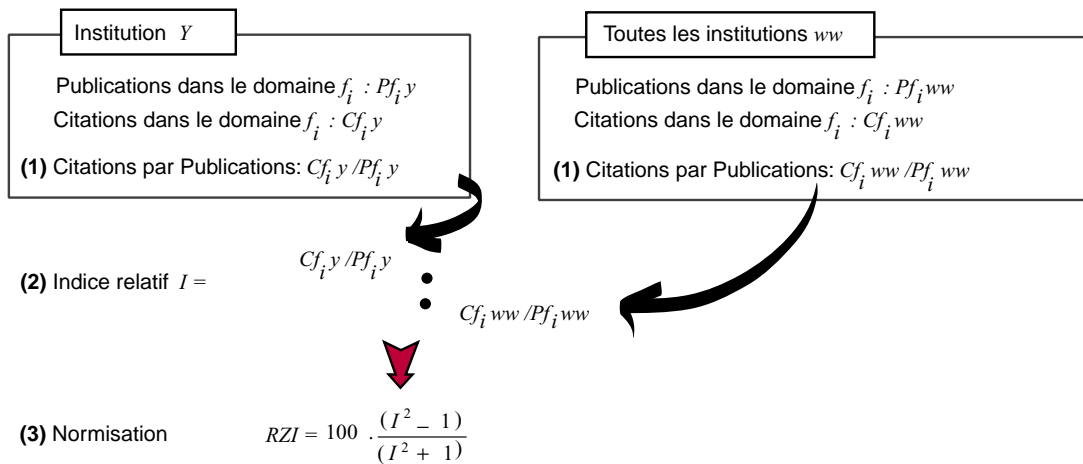 Institution Y
Publications dans le domaine f_i : Pf_i y
Citations dans le domaine f_i : Cf_i y
(1) Citations par Publications: Cf_i y /Pf_i y
Toutes les institutions ww
Publications dans le domaine f_i : Pf_i ww
Citations dans le domaine f_i : Cf_i ww
(1) Citations par Publications: Cf_i ww /Pf_i ww
(2) Indice relatif I =
Cf_i y /Pf_i y
:
Cf_i ww /Pf_i ww
(3) Normisation RZI = 100 · (I² – 1) / (I² + 1)